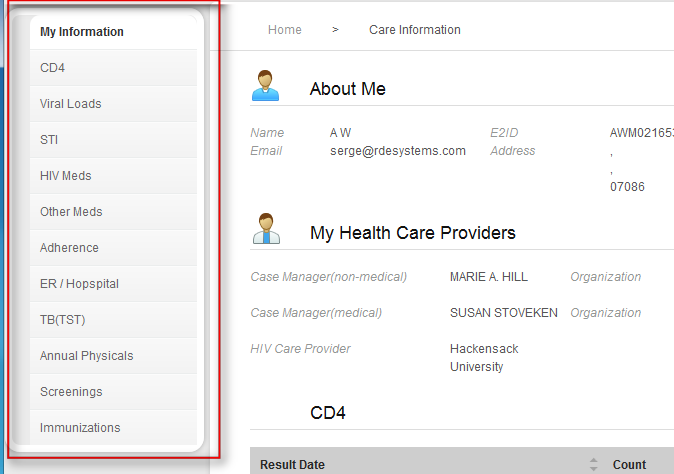 My Information
CD4
Viral Loads
STI
HIV Meds
Other Meds
Adherence
ER / Hopspital
TB(TST)
Annual Physicals
Screenings
Immunizations
Home > Care Information
About Me
Name A W E2ID AWM021653
Email serge@rdesystems.com Address ,
,
07086
My Health Care Providers
Case Manager(non-medical) MARIE A. HILL Organization
Case Manager(medical) SUSAN STOVEKEN Organization
HIV Care Provider Hackensack
University
CD4
Result Date Count